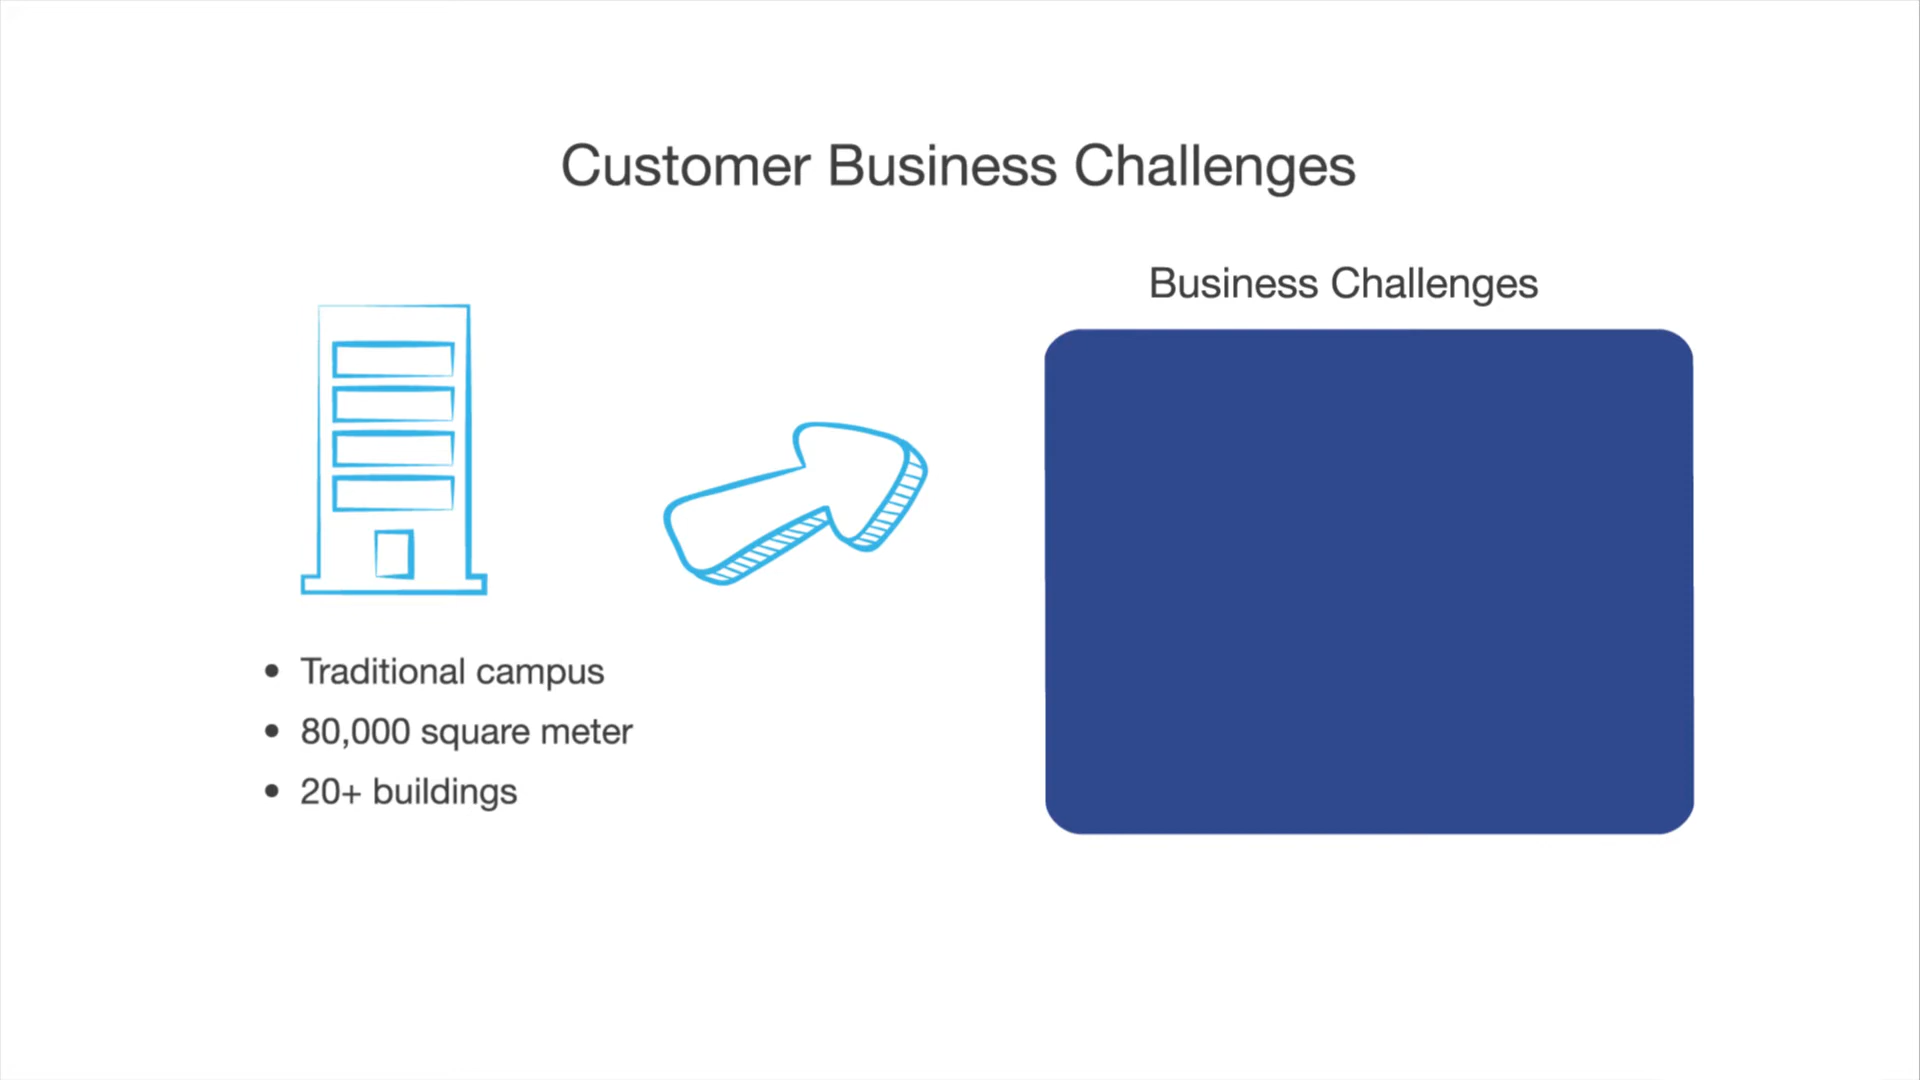 Customer Business Challenges
Business Challenges
• Traditional campus
• 80,000 square meter
• 20+ buildings